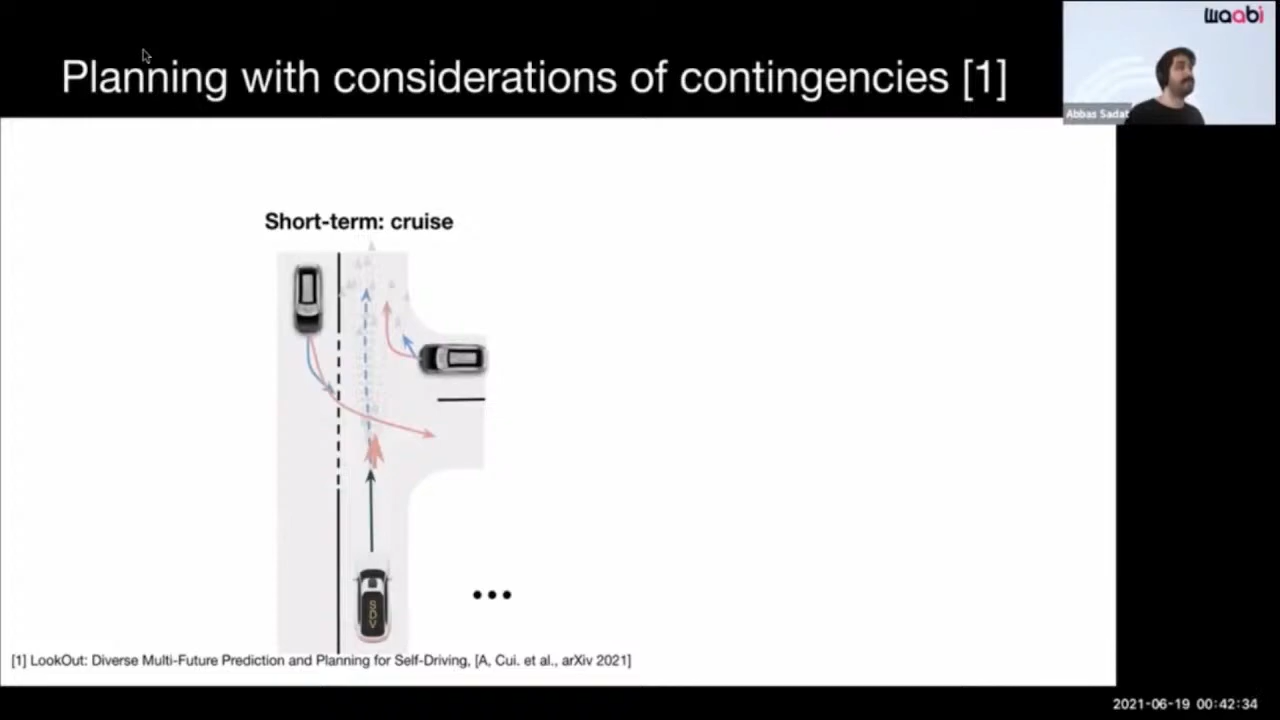 waabi
Planning with considerations of contingencies [1]
Abbas Sadat
Short-term: cruise
SDV
[1] LookOut: Diverse Multi-Future Prediction and Planning for Self-Driving, [A, Cui. et al., arXiv 2021]
2021-06-19 00:42:34